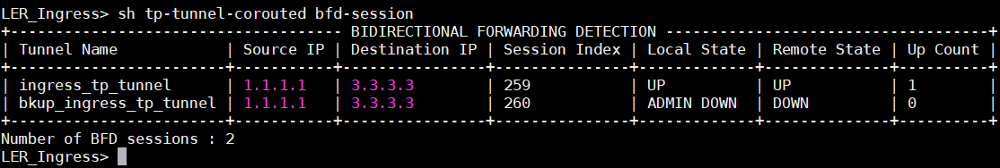 LER_Ingress> sh tp-tunnel-corouted bfd-session
+------------------------------------ BIDIRECTIONAL FORWARDING DETECTION -----------------------------------+
| Tunnel Name | Source IP | Destination IP | Session Index | Local State | Remote State | Up Count |
+------------------------+-----------+----------------+---------------+-------------+--------------+----------+
| ingress_tp_tunnel | 1.1.1.1 | 3.3.3.3 | 259 | UP | UP | 1 |
| bkup_ingress_tp_tunnel | 1.1.1.1 | 3.3.3.3 | 260 | ADMIN DOWN | DOWN | 0 |
+------------------------+-----------+----------------+---------------+-------------+--------------+----------+
Number of BFD sessions : 2
LER_Ingress>